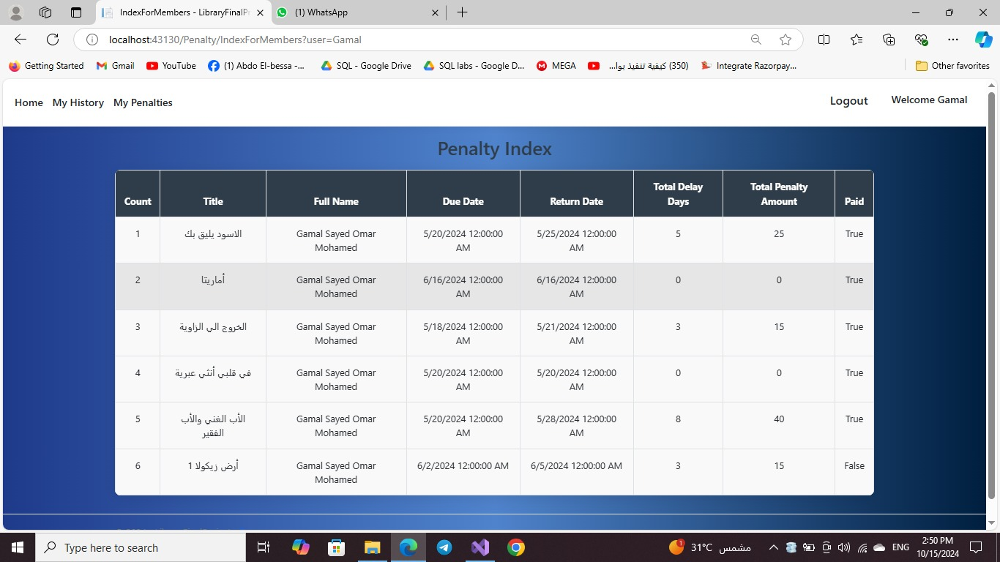 IndexForMembers - LibraryFinalPr
(1) WhatsApp
localhost:43130/Penalty/IndexForMembers?user=Gamal
Getting Started
Gmail
YouTube
(1) Abdo El-bessa -...
SQL - Google Drive
SQL labs - Google D...
MEGA
(350) كيفية تنفيذ بوا...
Integrate Razorpay...
Other favorites
Home My History My Penalties
Logout Welcome Gamal
Penalty Index
Count Title Full Name Due Date Return Date Total Delay Days Total Penalty Amount Paid
1 الاسود يليق بك Gamal Sayed Omar Mohamed 5/20/2024 12:00:00 AM 5/25/2024 12:00:00 AM 5 25 True
2 أماريتا Gamal Sayed Omar Mohamed 6/16/2024 12:00:00 AM 6/16/2024 12:00:00 AM 0 0 True
3 الخروج الي الزاوية Gamal Sayed Omar Mohamed 5/18/2024 12:00:00 AM 5/21/2024 12:00:00 AM 3 15 True
4 في قلبي أنثي عبرية Gamal Sayed Omar Mohamed 5/20/2024 12:00:00 AM 5/20/2024 12:00:00 AM 0 0 True
5 الأب الغني والأب الفقير Gamal Sayed Omar Mohamed 5/20/2024 12:00:00 AM 5/28/2024 12:00:00 AM 8 40 True
6 أرض زيكولا 1 Gamal Sayed Omar Mohamed 6/2/2024 12:00:00 AM 6/5/2024 12:00:00 AM 3 15 False
Type here to search
1
31°C مشمس
ENG
2:50 PM
10/15/2024